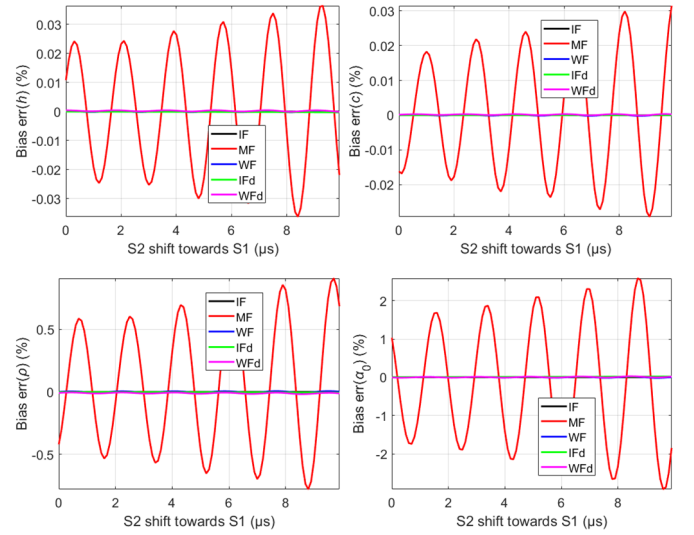 Bias err(h) (%)
0.03
0.02
0.01
0
-0.01
-0.02
-0.03
IF
MF
WF
IFd
WFd
0 2 4 6 8
S2 shift towards S1 (μs)
Bias err(c) (%)
0.03
0.02
0.01
0
-0.01
-0.02
IF
MF
WF
IFd
WFd
0 2 4 6 8
S2 shift towards S1 (μs)
Bias err(ρ) (%)
0.5
0
-0.5
IF
MF
WF
IFd
WFd
0 2 4 6 8
S2 shift towards S1 (μs)
Bias err(α₀) (%)
2
1
0
-1
-2
IF
MF
WF
IFd
WFd
0 2 4 6 8
S2 shift towards S1 (μs)